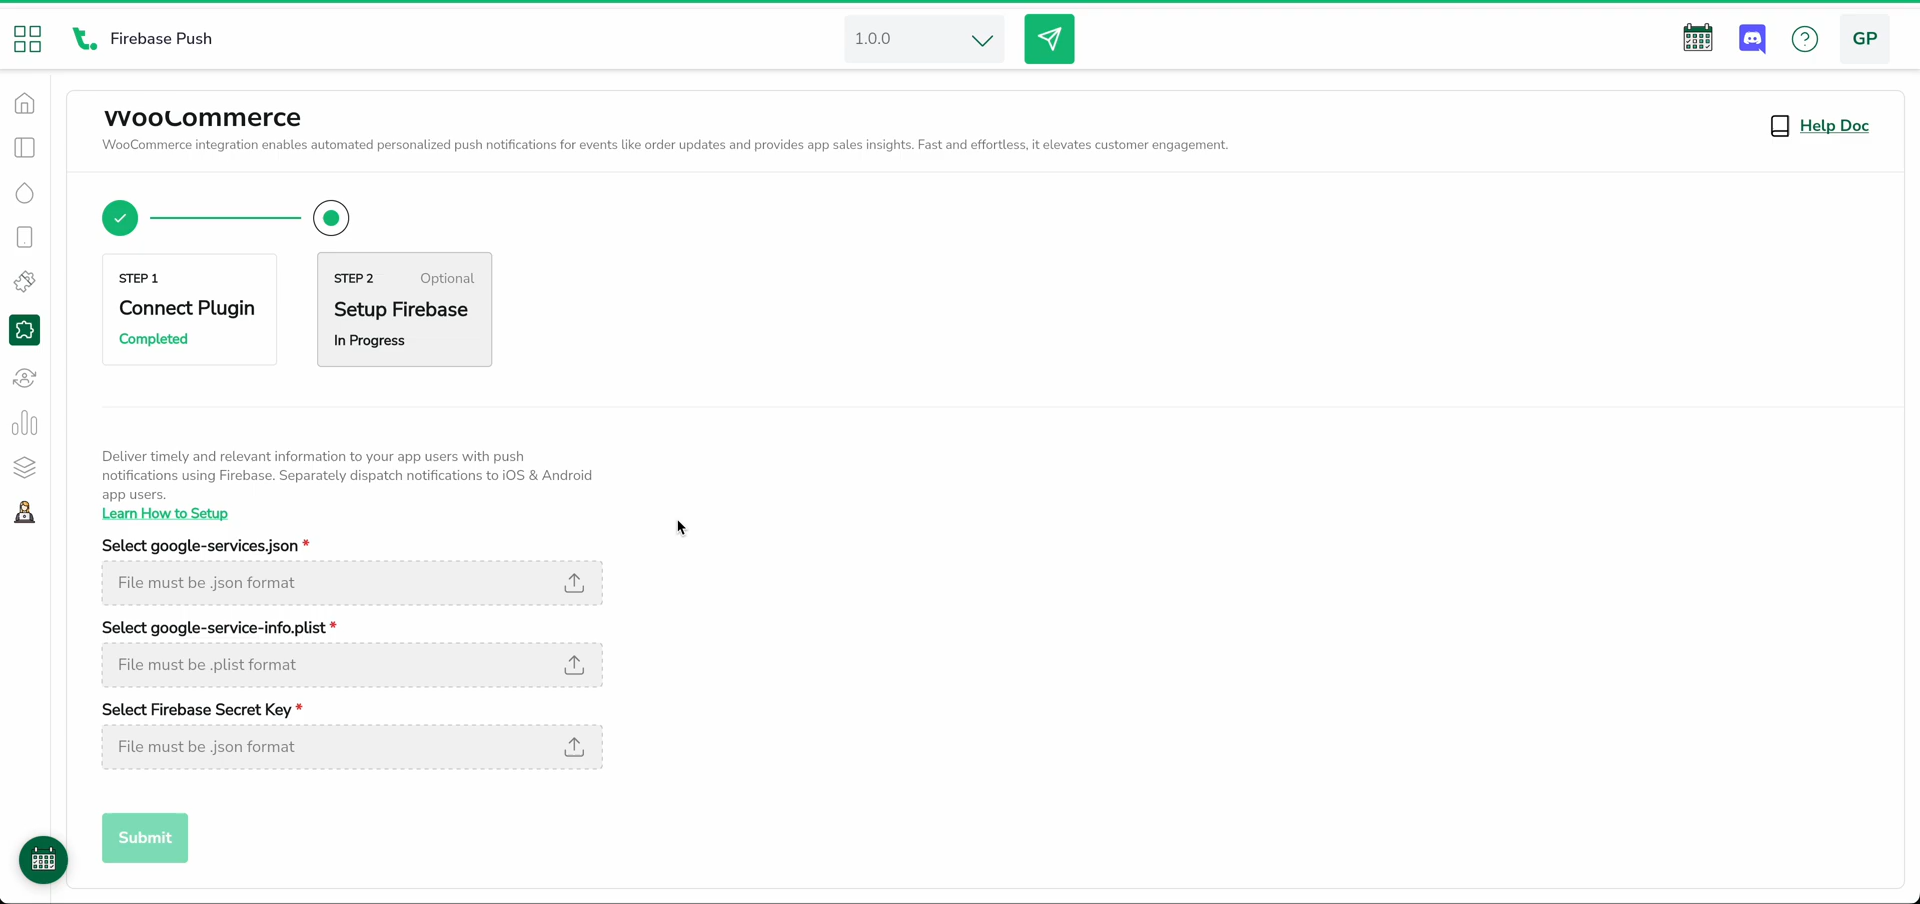 Firebase Push
1.0.0
GP
WooCommerce
WooCommerce integration enables automated personalized push notifications for events like order updates and provides app sales insights. Fast and effortless, it elevates customer engagement.
Help Doc
STEP 1
Connect Plugin
Completed
STEP 2 Optional
Setup Firebase
In Progress
Deliver timely and relevant information to your app users with push
notifications using Firebase. Separately dispatch notifications to iOS & Android
app users.
Learn How to Setup
Select google-services.json *
File must be .json format
Select google-service-info.plist *
File must be .plist format
Select Firebase Secret Key *
File must be .json format
Submit